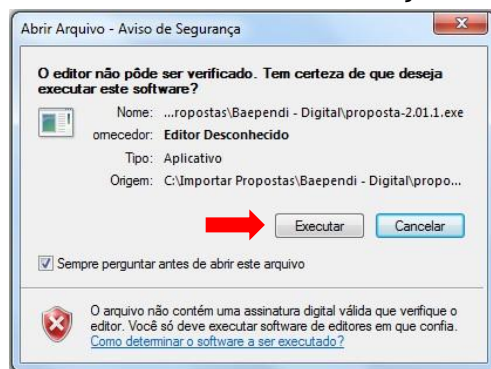 Abrir Arquivo - Aviso de Segurança
O editor não pôde ser verificado. Tem certeza de que deseja
executar este software?
Nome: ...ropostas\Baependi - Digital\proposta-2.01.1.exe
omecedor: Editor Desconhecido
Tipo: Aplicativo
Origem: C:\Importar Propostas\Baependi - Digital\propo...
Executar Cancelar
Sempre perguntar antes de abrir este arquivo
O arquivo não contém uma assinatura digital válida que verifique o
editor. Você só deve executar software de editores em que confia.
Como determinar o software a ser executado?